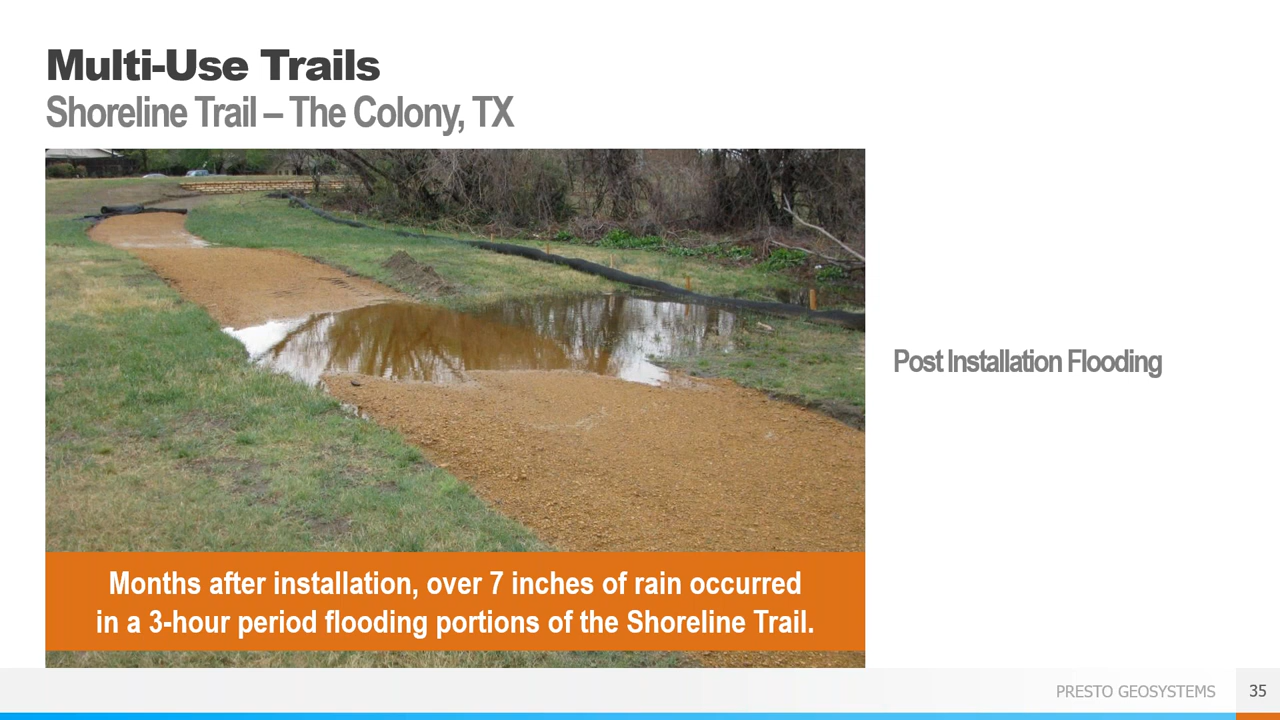 Multi-Use Trails
Shoreline Trail – The Colony, TX
Post Installation Flooding
Months after installation, over 7 inches of rain occurred
in a 3-hour period flooding portions of the Shoreline Trail.
PRESTO GEOSYSTEMS
35